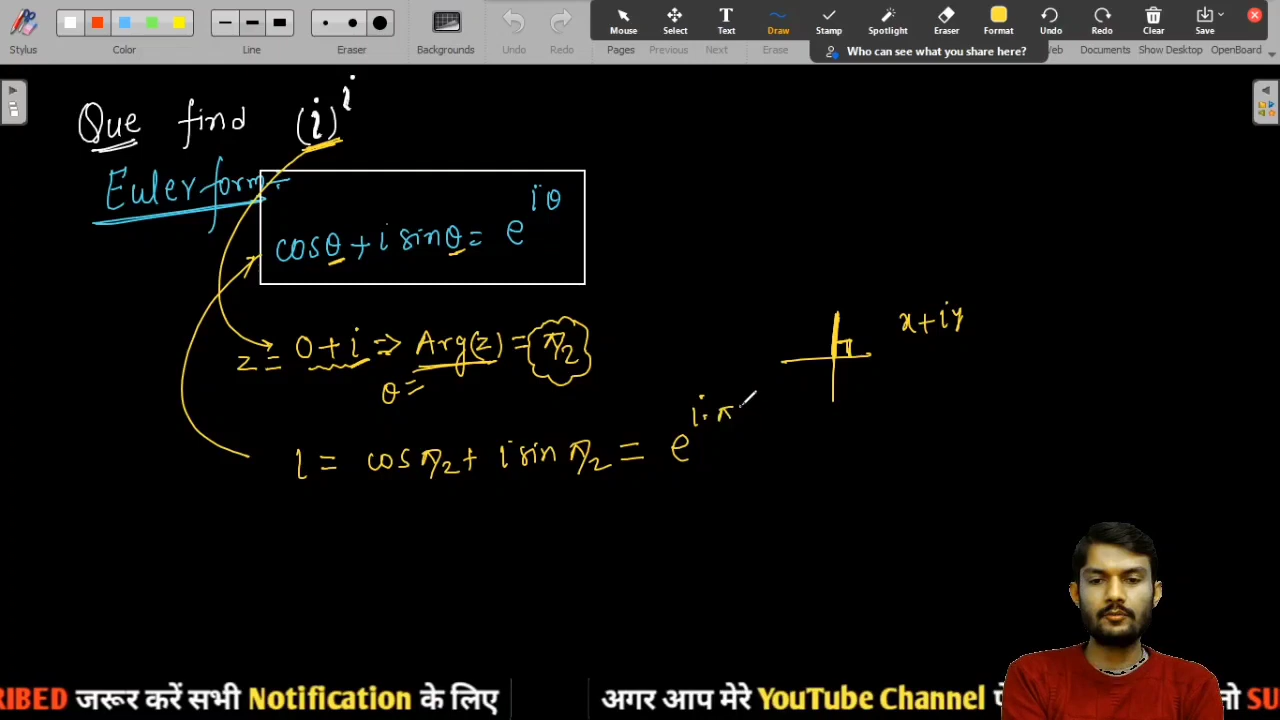 Stylus Color Line Eraser Backgrounds Undo Redo Pages Previous Next Erase Documents Show Desktop OpenBoard
Mouse Select Text Draw Stamp Spotlight Eraser Format Undo Redo Clear Save
Who can see what you share here?
Que find (i)^i
Euler form:-
cosθ + i sinθ = e^iθ
z = 0 + i ⇒ Arg(z) = π/2
θ =
x + iy
i = cos π/2 + i sin π/2 = e^i·π
CRIBED जरूर करें सभी Notification के लिए
अगर आप मेरे YouTube Channel
SU